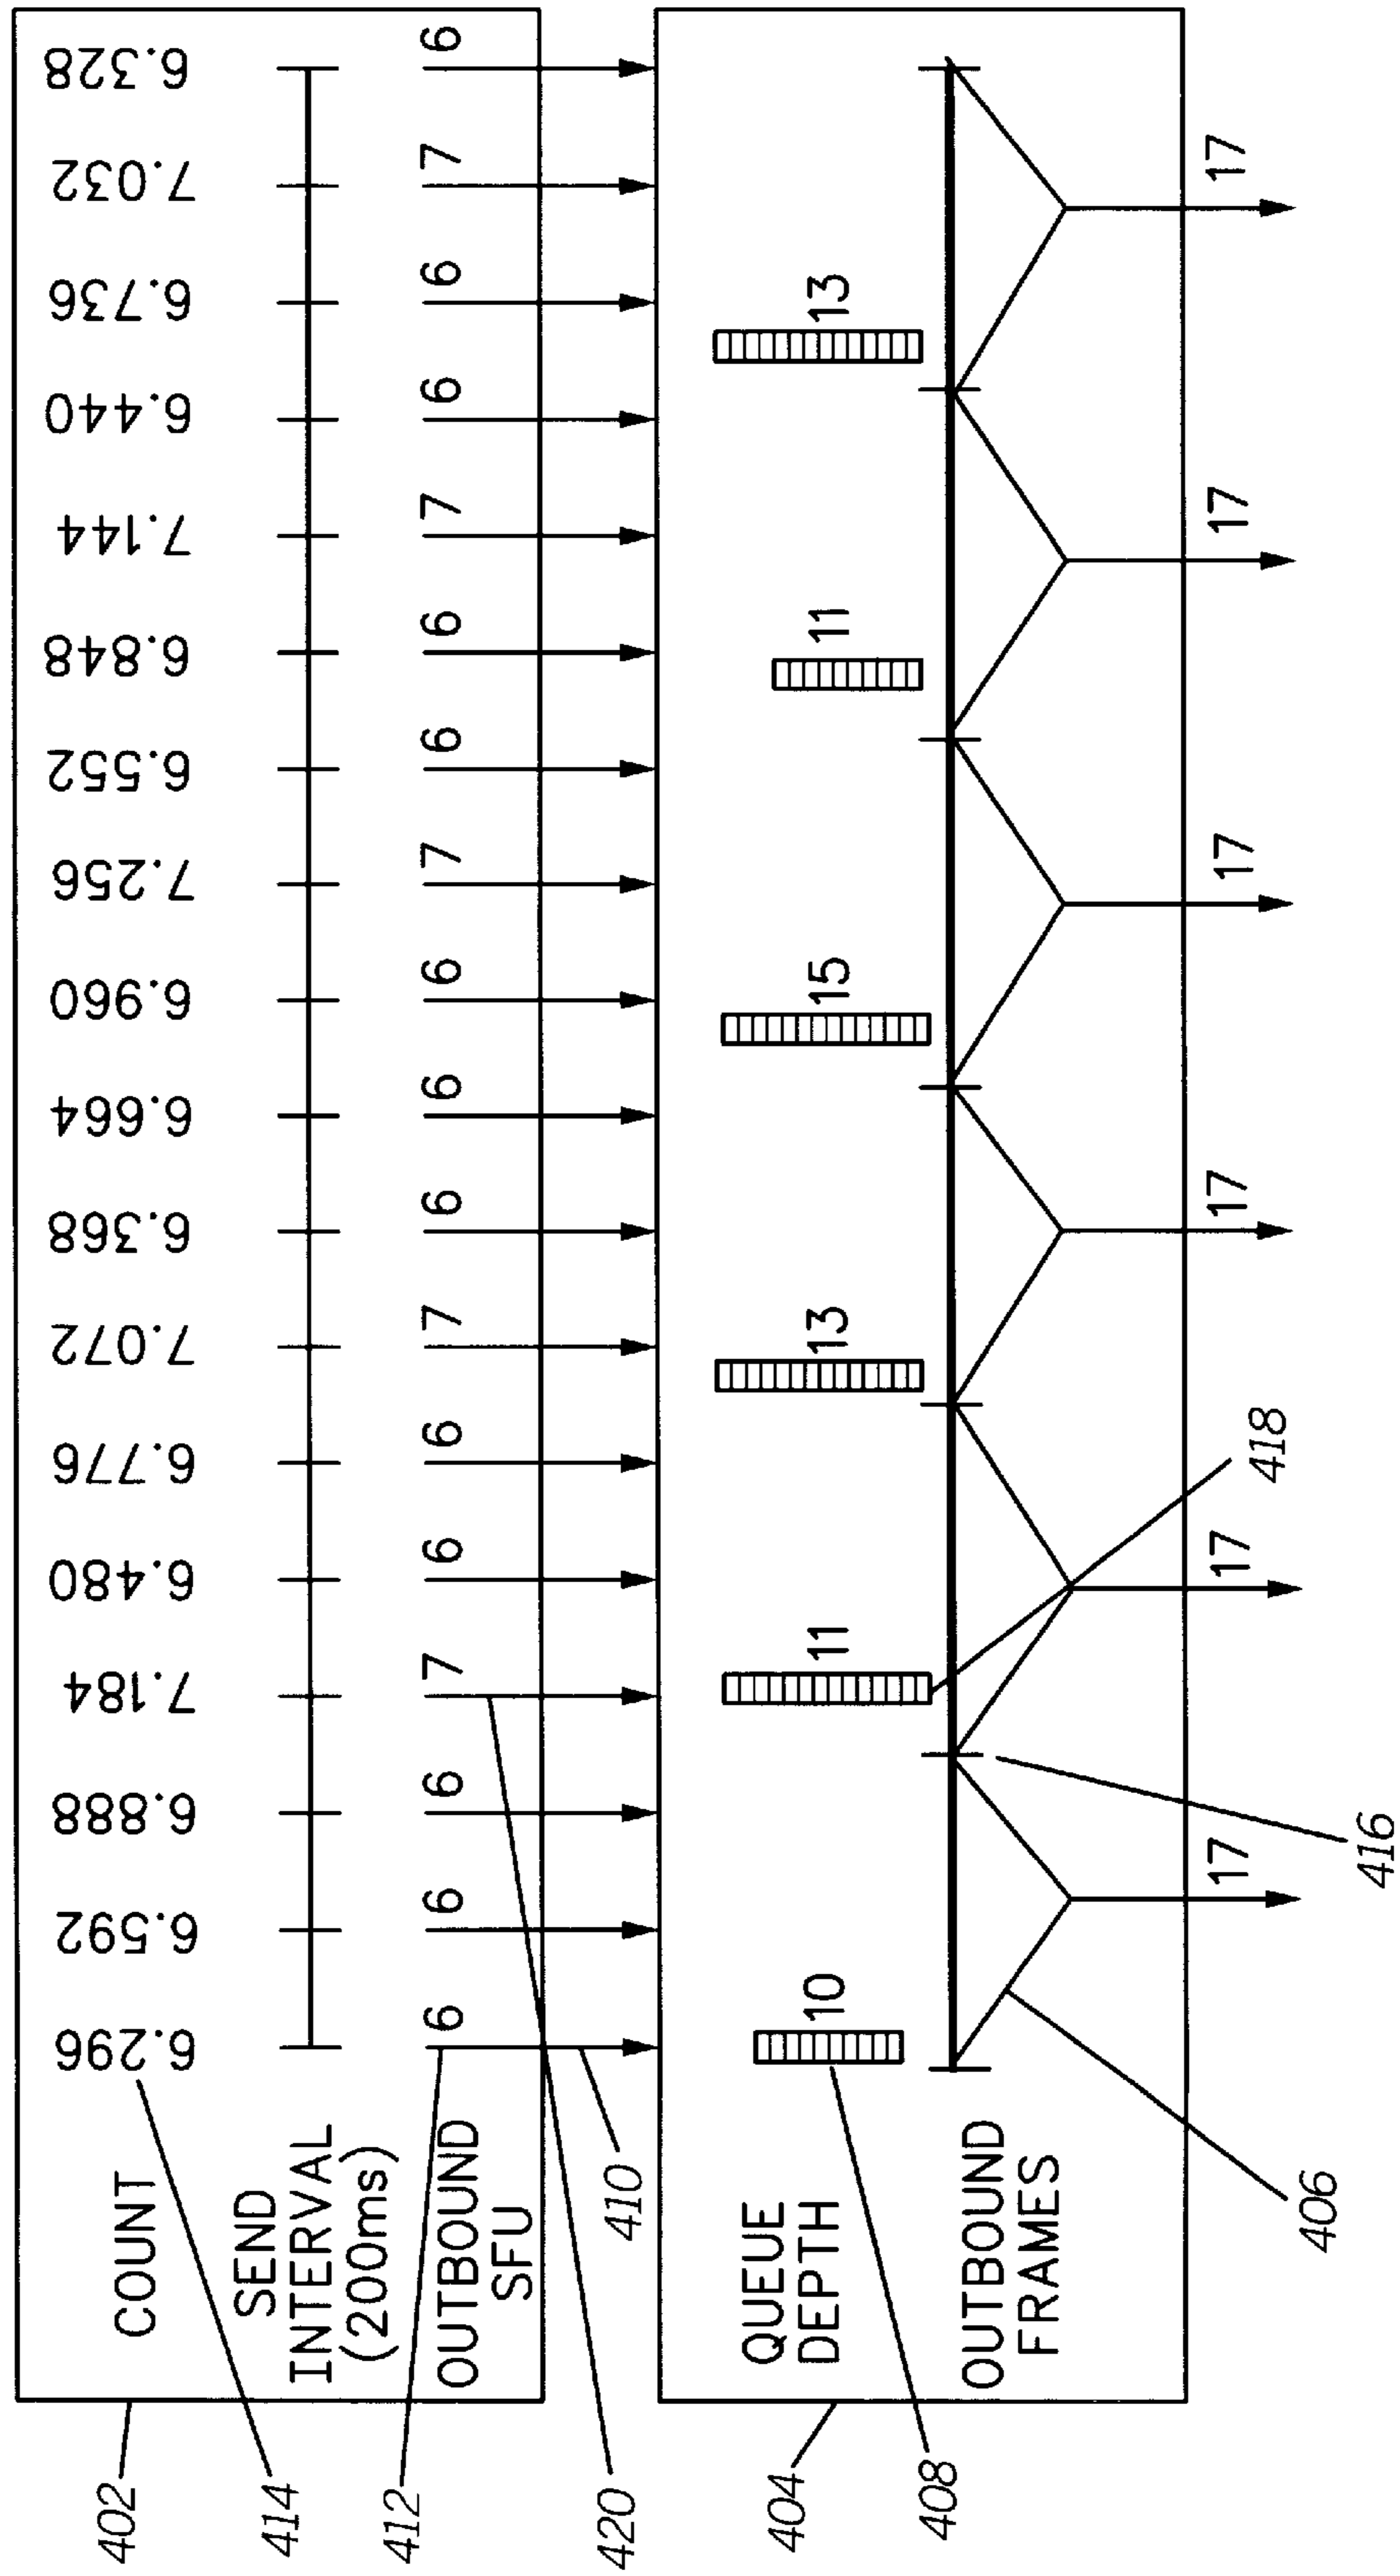 402
COUNT 6.296 6.592 6.888 7.184 6.480 6.776 7.072 6.368 6.664 6.960 7.256 6.552 6.848 7.144 6.440 6.736 7.032 6.328
414
SEND
INTERVAL
(200ms)
412
OUTBOUND 6 6 6 7 6 6 7 6 6 6 7 6 6 7 6 6 7 6
SFU
420
410
404
QUEUE
DEPTH 10 11 13 15 11 13
408
OUTBOUND
FRAMES
17 17 17 17 17 17
418
406
416